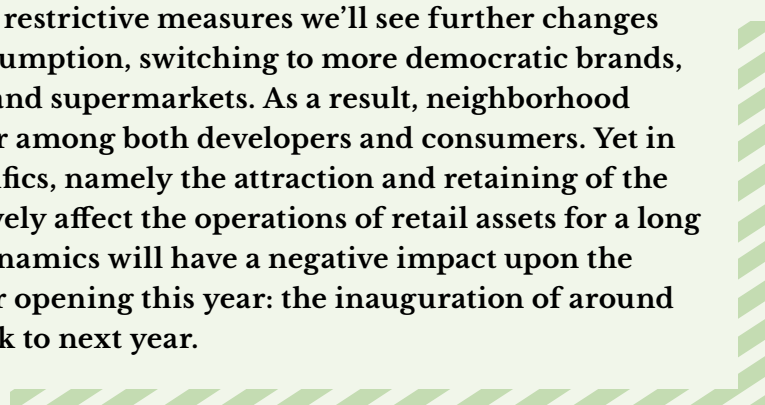 restrictive measures we’ll see further changes
umption, switching to more democratic brands,
and supermarkets. As a result, neighborhood
r among both developers and consumers. Yet in
ifics, namely the attraction and retaining of the
vely affect the operations of retail assets for a long
namics will have a negative impact upon the
r opening this year: the inauguration of around
k to next year.